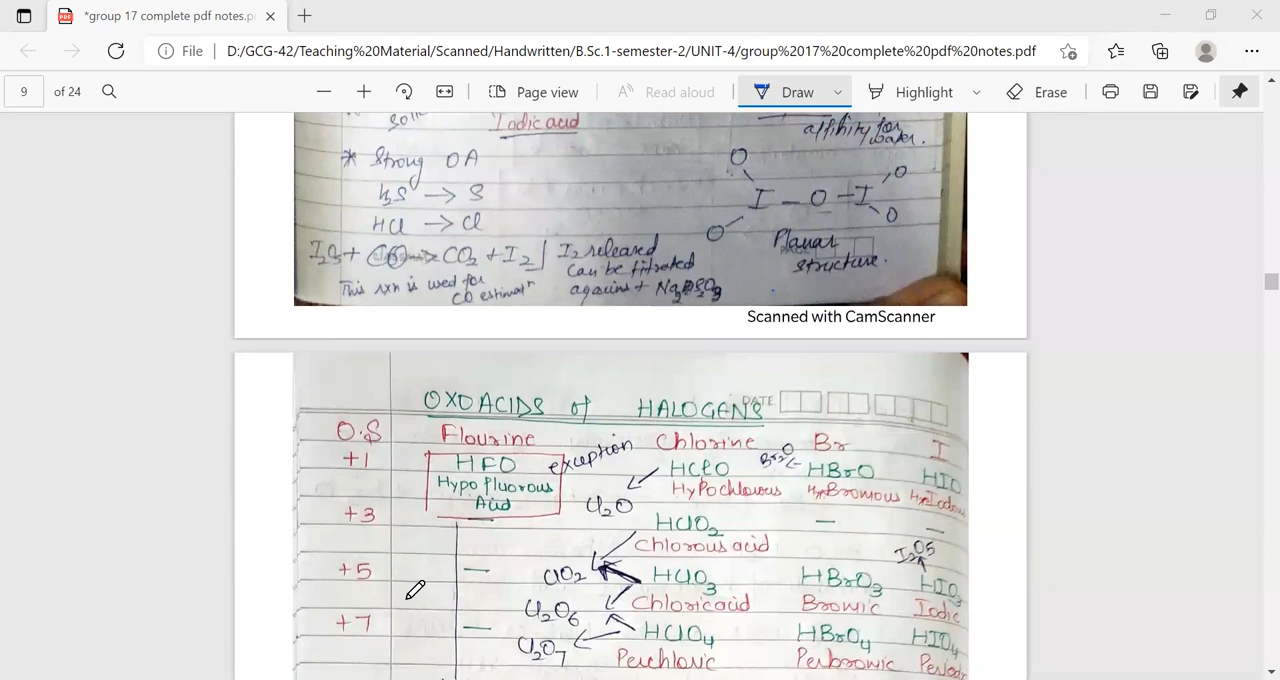 *group 17 complete pdf notes.p
File
D:/GCG-42/Teaching%20Material/Scanned/Handwritten/B.Sc.1-semester-2/UNIT-4/group%2017%20complete%20pdf%20notes.pdf
9 of 24
Page view
Read aloud
Draw
Highlight
Erase
Iodic acid
affinity for water.
* Strong OA
H2S → S
HCl → Cl
O I - O - I O
O O
Planar structure.
I2O5 + CO → CO2 + I2
I2 released can be titrated against Na2S2O3
This rxn is used for CO estimatn
Scanned with CamScanner
OXOACIDS of HALOGENS
DATE
O.S Flourine exception Chlorine Br I
+1 HFO HClO HBrO HIO
Hypo fluorous Acid Cl2O HypoChlorous
+3 HClO2 — —
Chlorous acid
I2O5
+5 — ClO2 HClO3 HBrO3 HIO3
Cl2O6 Chloric acid Bromic Iodic
+7 — HClO4 HBrO4 HIO4
Cl2O7 Perchloric Perbromic